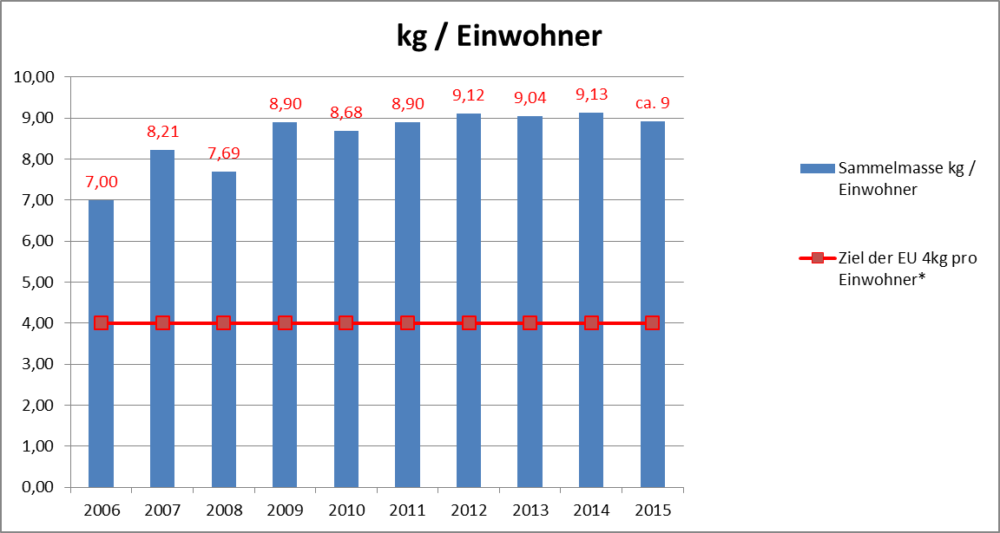 kg / Einwohner
10,00
9,00
8,00
7,00
6,00
5,00
4,00
3,00
2,00
1,00
0,00
7,00
8,21
7,69
8,90
8,68
8,90
9,12
9,04
9,13
ca. 9
2006 2007 2008 2009 2010 2011 2012 2013 2014 2015
Sammelmasse kg /
Einwohner
Ziel der EU 4kg pro
Einwohner*